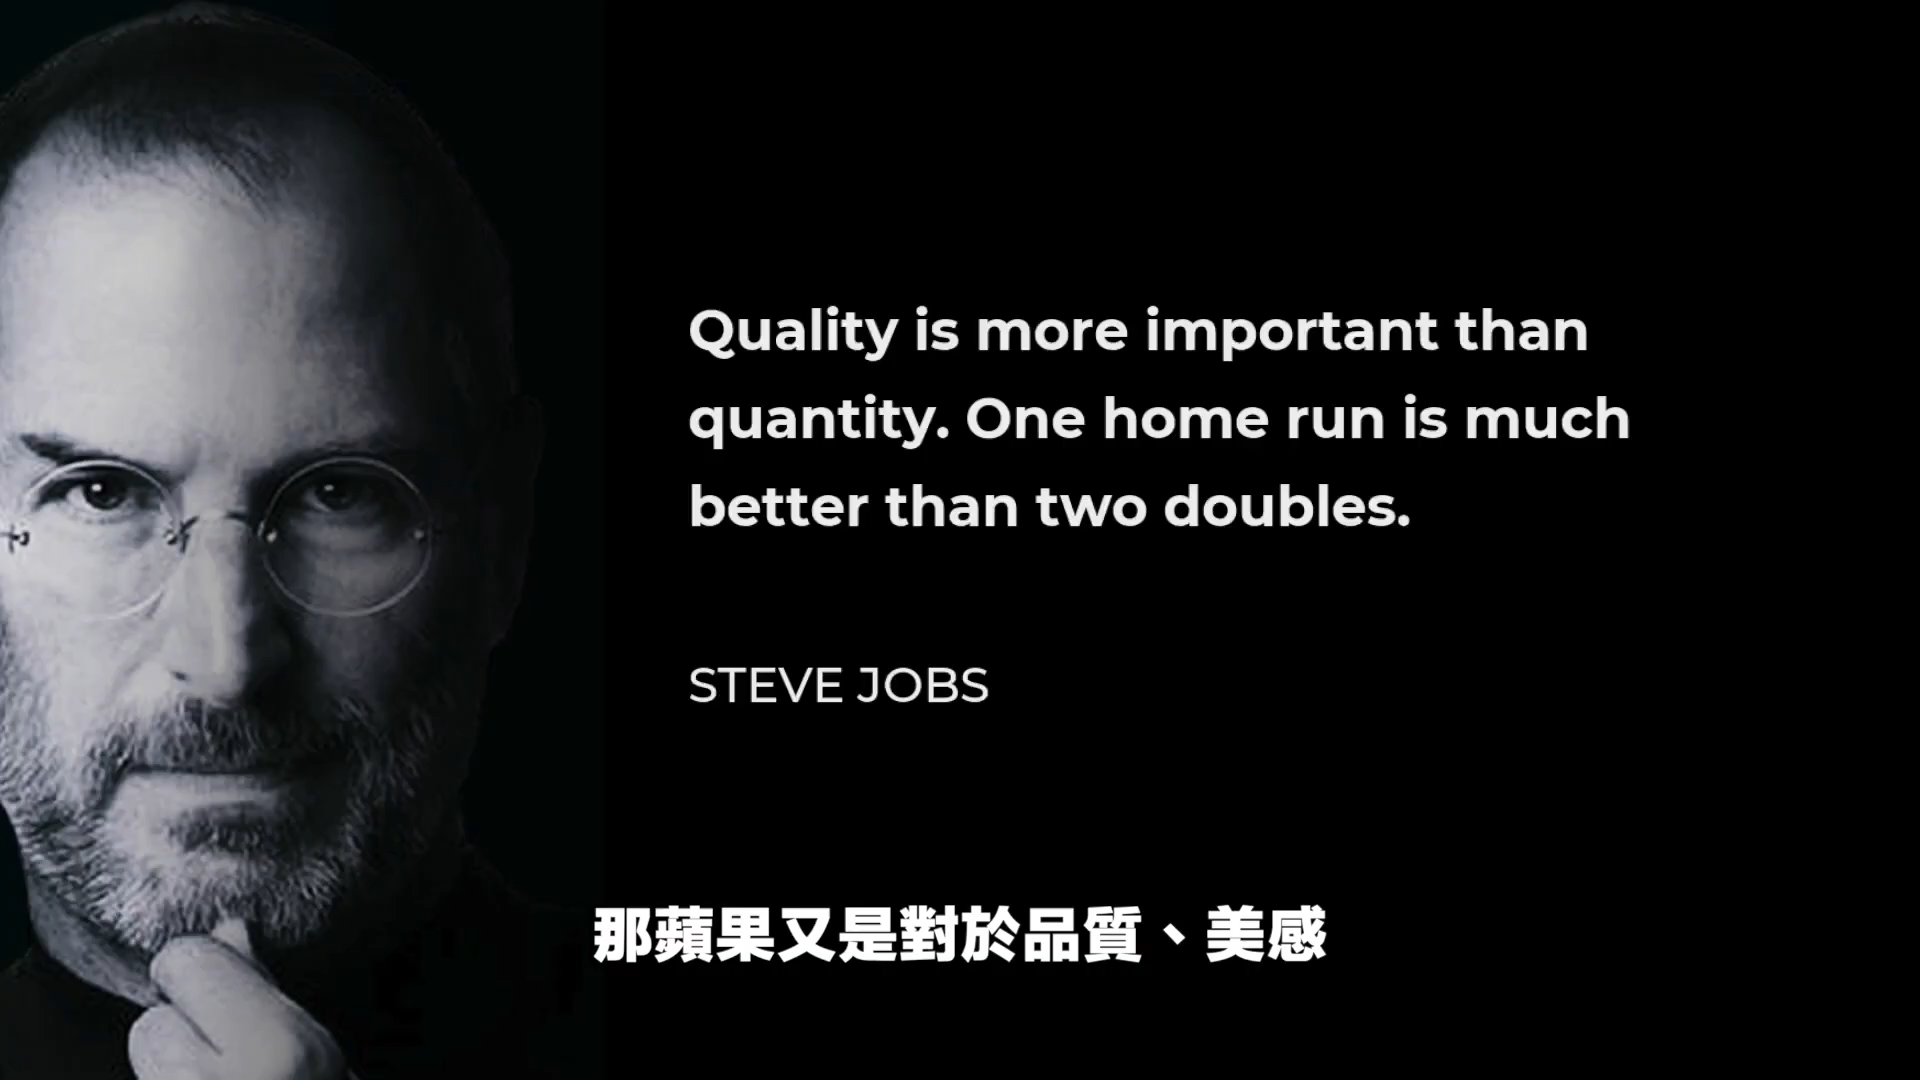 Quality is more important than
quantity. One home run is much
better than two doubles.
STEVE JOBS
那蘋果又是對於品質、美感